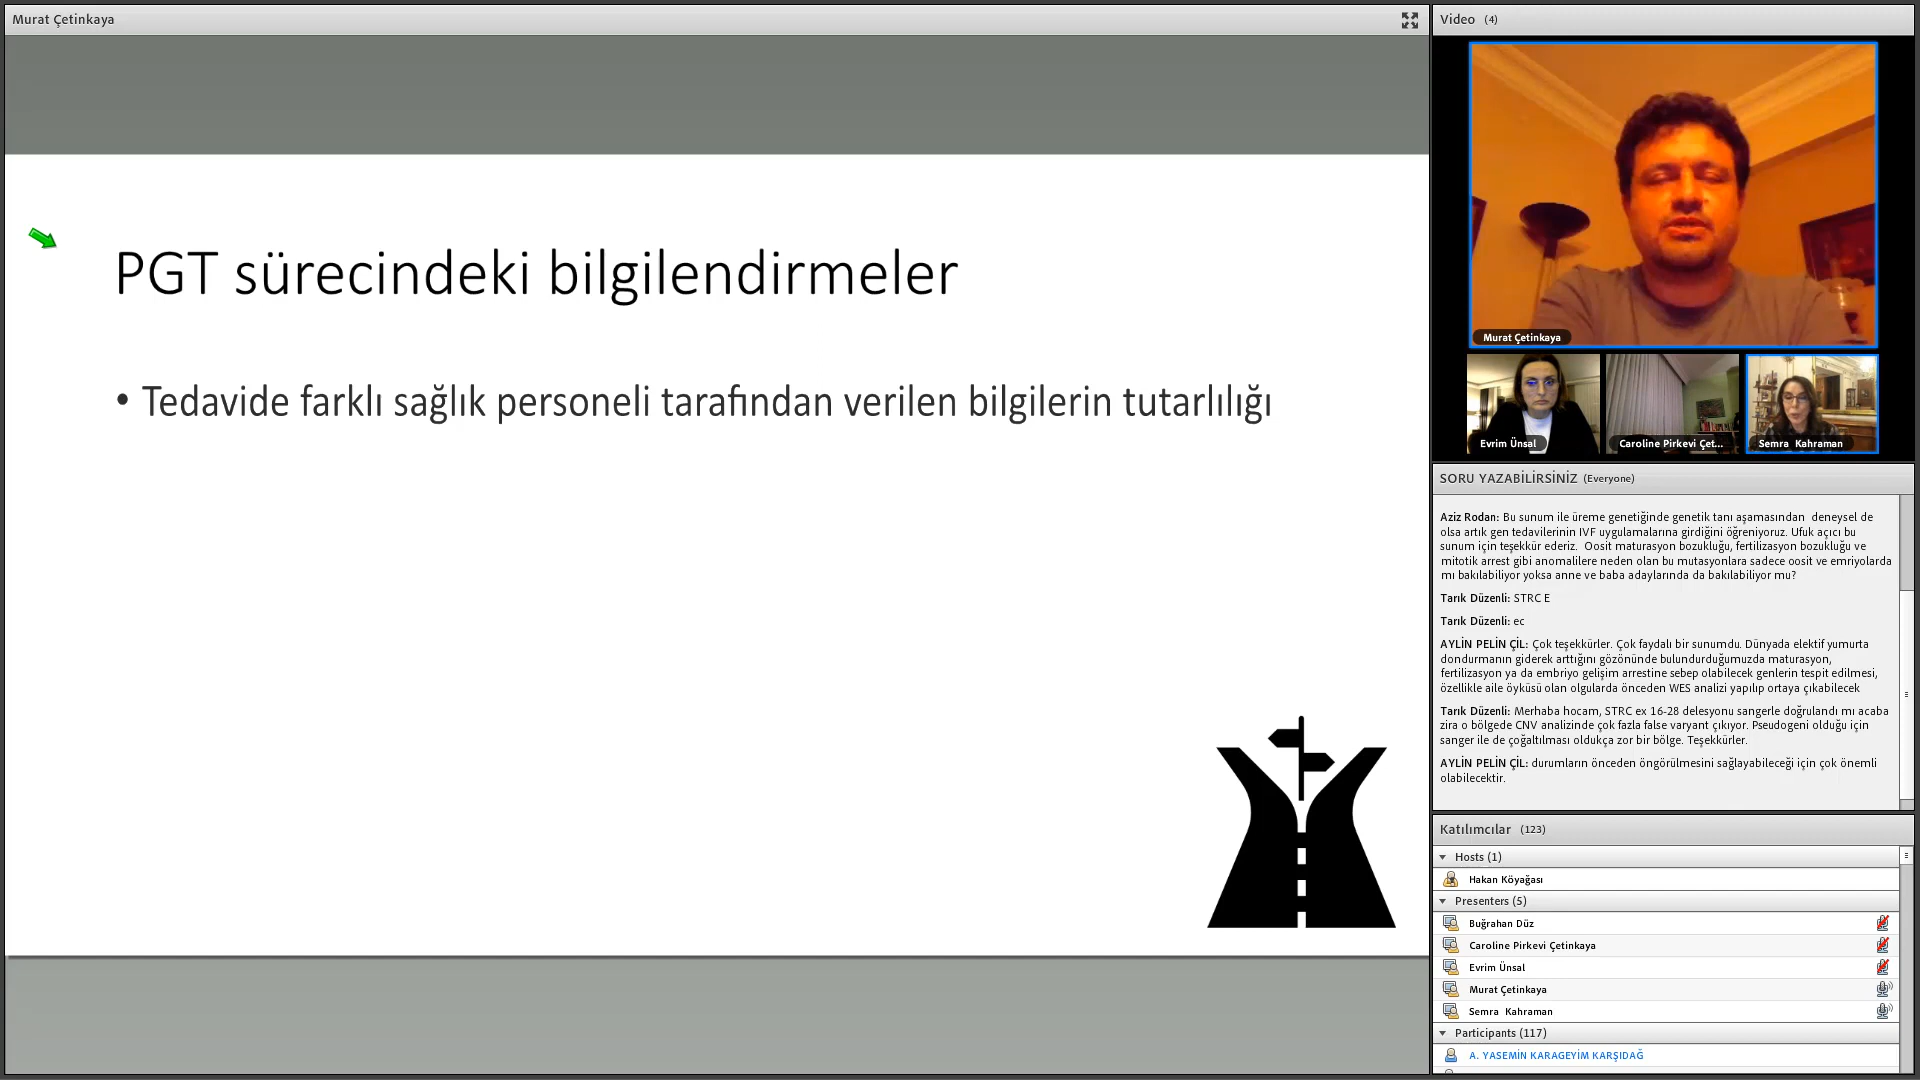 Murat Çetinkaya
PGT sürecindeki bilgilendirmeler
• Tedavide farklı sağlık personeli tarafından verilen bilgilerin tutarlılığı
Video (4)
Murat Çetinkaya
Evrim Ünsal
Caroline Pirkevi Çet...
Semra Kahraman
SORU YAZABİLİRSİNİZ (Everyone)
Aziz Rodan: Bu sunum ile üreme genetiğinde genetik tanı aşamasından deneysel de
olsa artık gen tedavilerinin IVF uygulamalarına girdiğini öğreniyoruz. Ufuk açıcı bu
sunum için teşekkür ederiz. Oosit maturasyon bozukluğu, fertilizasyon bozukluğu ve
mitotik arrest gibi anomalilere neden olan bu mutasyonlara sadece oosit ve emriyolarda
mı bakılabiliyor yoksa anne ve baba adaylarında da bakılabiliyor mu?
Tarık Düzenli: STRC E
Tarık Düzenli: ec
AYLİN PELİN ÇİL: Çok teşekkürler. Çok faydalı bir sunumdu. Dünyada elektif yumurta
dondurmanın giderek arttığını gözönünde bulundurduğumuzda maturasyon,
fertilizasyon ya da embriyo gelişim arrestine sebep olabilecek genlerin tespit edilmesi,
özellikle aile öyküsü olan olgularda önceden WES analizi yapılıp ortaya çıkabilecek
Tarık Düzenli: Merhaba hocam, STRC ex 16-28 delesyonu sangerle doğrulandı mı acaba
zira o bölgede CNV analizinde çok fazla false varyant çıkıyor. Pseudogeni olduğu için
sanger ile de çoğaltılması oldukça zor bir bölge. Teşekkürler.
AYLİN PELİN ÇİL: durumların önceden öngörülmesini sağlayabileceği için çok önemli
olabilecektir.
Katılımcılar (123)
Hosts (1)
Hakan Köyağası
Presenters (5)
Buğrahan Düz
Caroline Pirkevi Çetinkaya
Evrim Ünsal
Murat Çetinkaya
Semra Kahraman
Participants (117)
A. YASEMİN KARAGEYİM KARŞIDAĞ